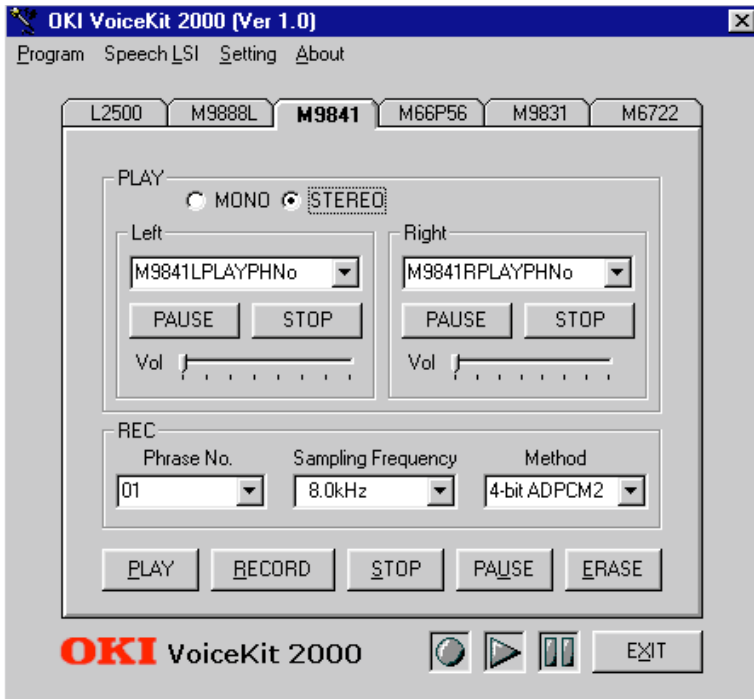 OKI VoiceKit 2000 (Ver 1.0)
Program Speech LSI Setting About
L2500 M9888L M9841 M66P56 M9831 M6722
PLAY
MONO STEREO
Left Right
M9841LPLAYPHNo M9841RPLAYPHNo
PAUSE STOP PAUSE STOP
Vol Vol
REC
Phrase No. Sampling Frequency Method
01 8.0kHz 4-bit ADPCM2
PLAY RECORD STOP PAUSE ERASE
OKI VoiceKit 2000 EXIT